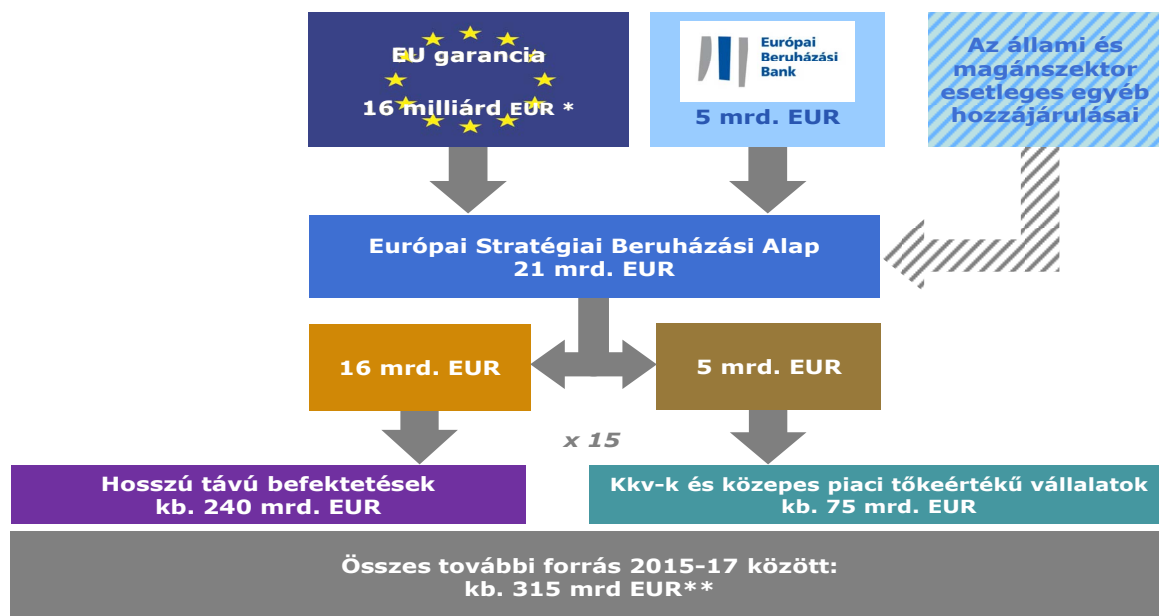 EU garancia
16 milliárd EUR *
Európai
Beruházási
Bank
5 mrd. EUR
Az állami és
magánszektor
esetleges egyéb
hozzájárulásai
Európai Stratégiai Beruházási Alap
21 mrd. EUR
16 mrd. EUR
5 mrd. EUR
x 15
Hosszú távú befektetések
kb. 240 mrd. EUR
Kkv-k és közepes piaci tőkeértékű vállalatok
kb. 75 mrd. EUR
Összes további forrás 2015-17 között:
kb. 315 mrd EUR**